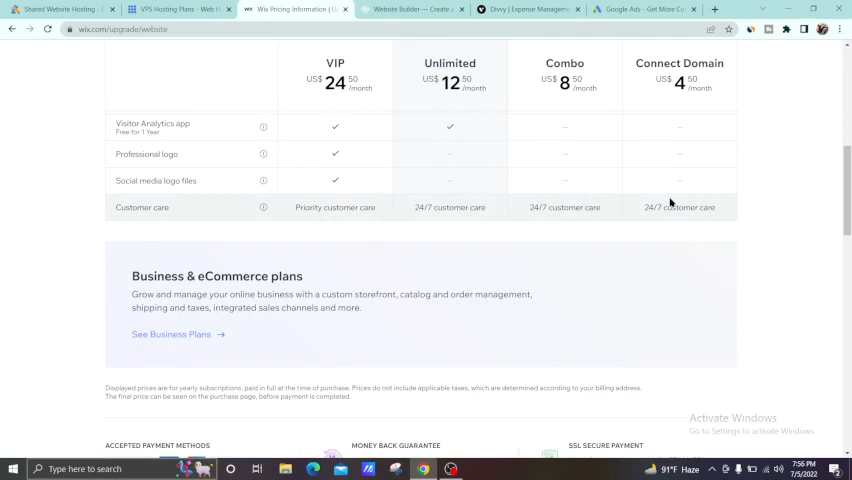 Shared Website Hosting -
VPS Hosting Plans - Web H
WIX Wix Pricing Information | U
Website Builder — Create a
Divvy | Expense Managem
Google Ads - Get More Cu
wix.com/upgrade/website
VIP Unlimited Combo Connect Domain
US$ 24 50 /month US$ 12 50 /month US$ 8 50 /month US$ 4 50 /month
Visitor Analytics app
Free for 1 Year
Professional logo
Social media logo files
Customer care Priority customer care 24/7 customer care 24/7 customer care 24/7 customer care
Business & eCommerce plans
Grow and manage your online business with a custom storefront, catalog and order management,
shipping and taxes, integrated sales channels and more.
See Business Plans →
Displayed prices are for yearly subscriptions, paid in full at the time of purchase. Prices do not include applicable taxes, which are determined according to your billing address.
The final price can be seen on the purchase page, before payment is completed.
Activate Windows
Go to Settings to activate Windows.
ACCEPTED PAYMENT METHODS MONEY BACK GUARANTEE SSL SECURE PAYMENT
Type here to search
91°F Haze
7:56 PM
7/5/2022